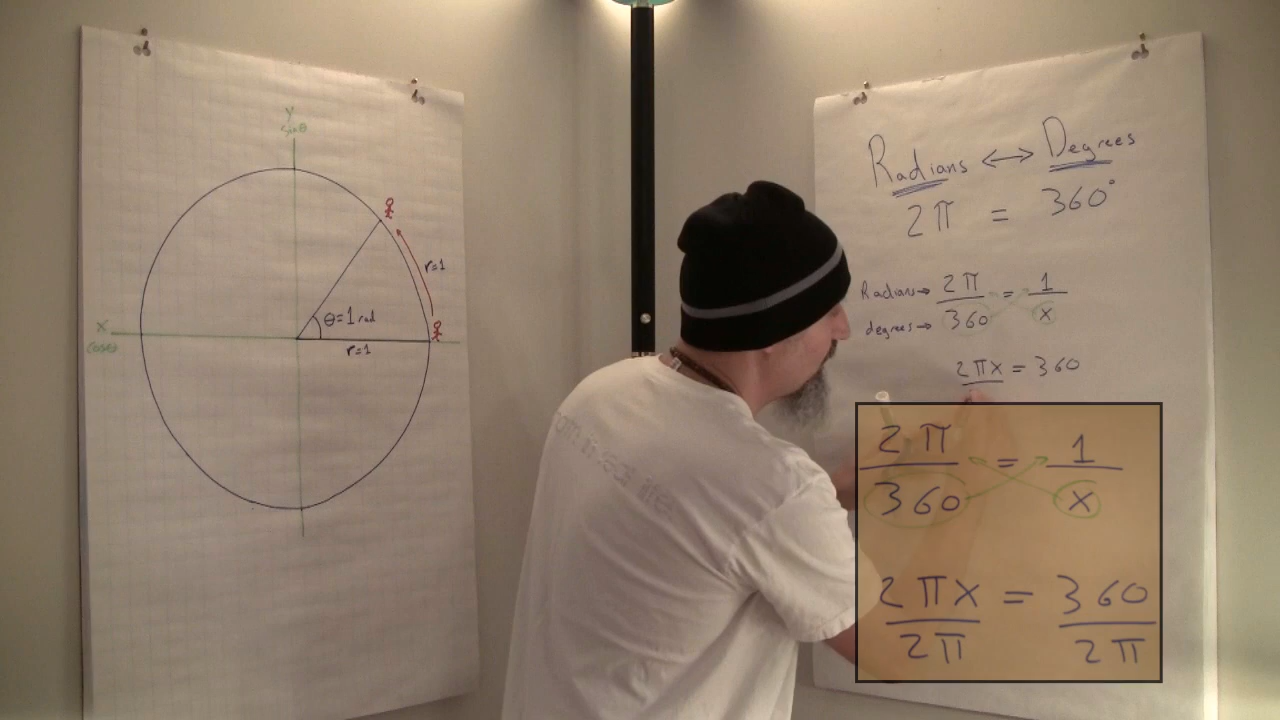 Y
sinθ
r=1
θ=1 rad
X
cosθ
r=1
Radians ↔ Degrees
2π = 360°
Radians→ 2π/360 = 1/x
degrees→
2πx = 360
2π/360 = 1/x
2πx/2π = 360/2π